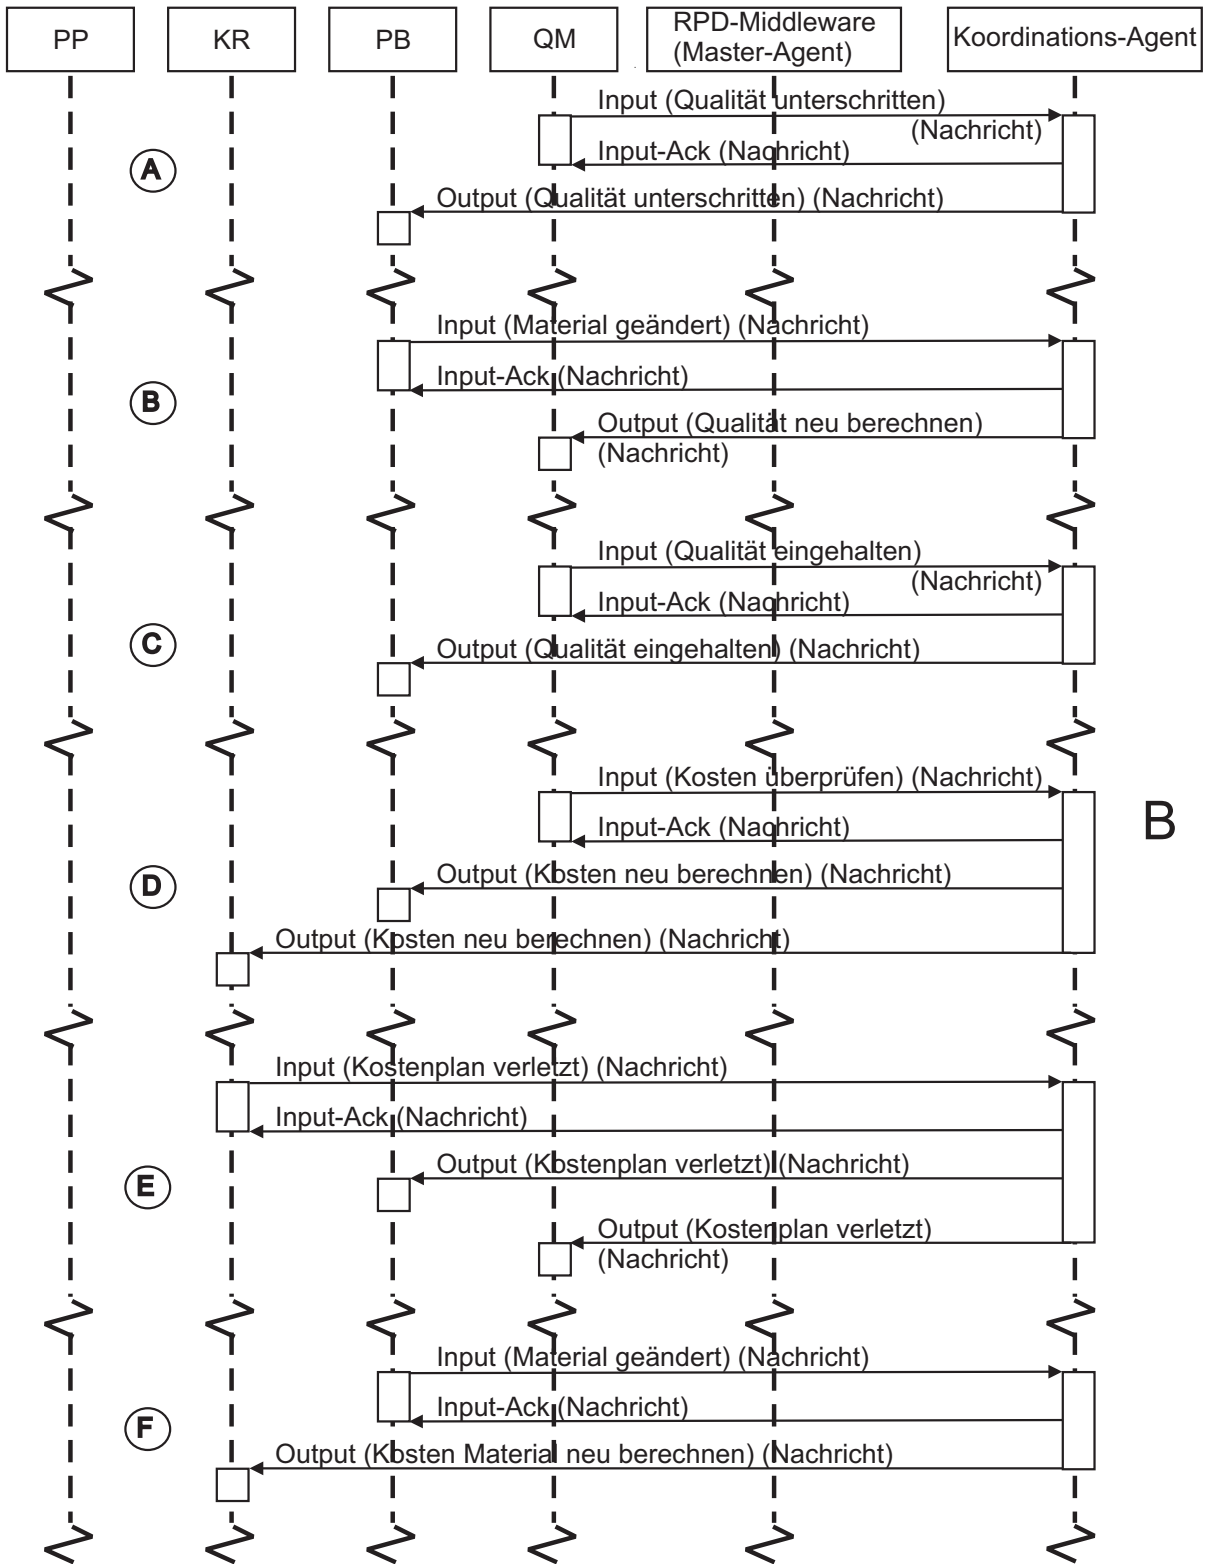 PP
KR
PB
QM
RPD-Middleware
(Master-Agent)
Koordinations-Agent
Input (Qualität unterschritten)
(Nachricht)
Input-Ack (Nachricht)
A
Output (Qualität unterschritten) (Nachricht)
Input (Material geändert) (Nachricht)
Input-Ack (Nachricht)
B
Output (Qualität neu berechnen)
(Nachricht)
Input (Qualität eingehalten)
(Nachricht)
Input-Ack (Nachricht)
C
Output (Qualität eingehalten) (Nachricht)
Input (Kosten überprüfen) (Nachricht)
B
Input-Ack (Nachricht)
D
Output (Kosten neu berechnen) (Nachricht)
Output (Kosten neu berechnen) (Nachricht)
Input (Kostenplan verletzt) (Nachricht)
Input-Ack (Nachricht)
E
Output (Kostenplan verletzt) (Nachricht)
Output (Kostenplan verletzt)
(Nachricht)
Input (Material geändert) (Nachricht)
Input-Ack (Nachricht)
F
Output (Kosten Material neu berechnen) (Nachricht)